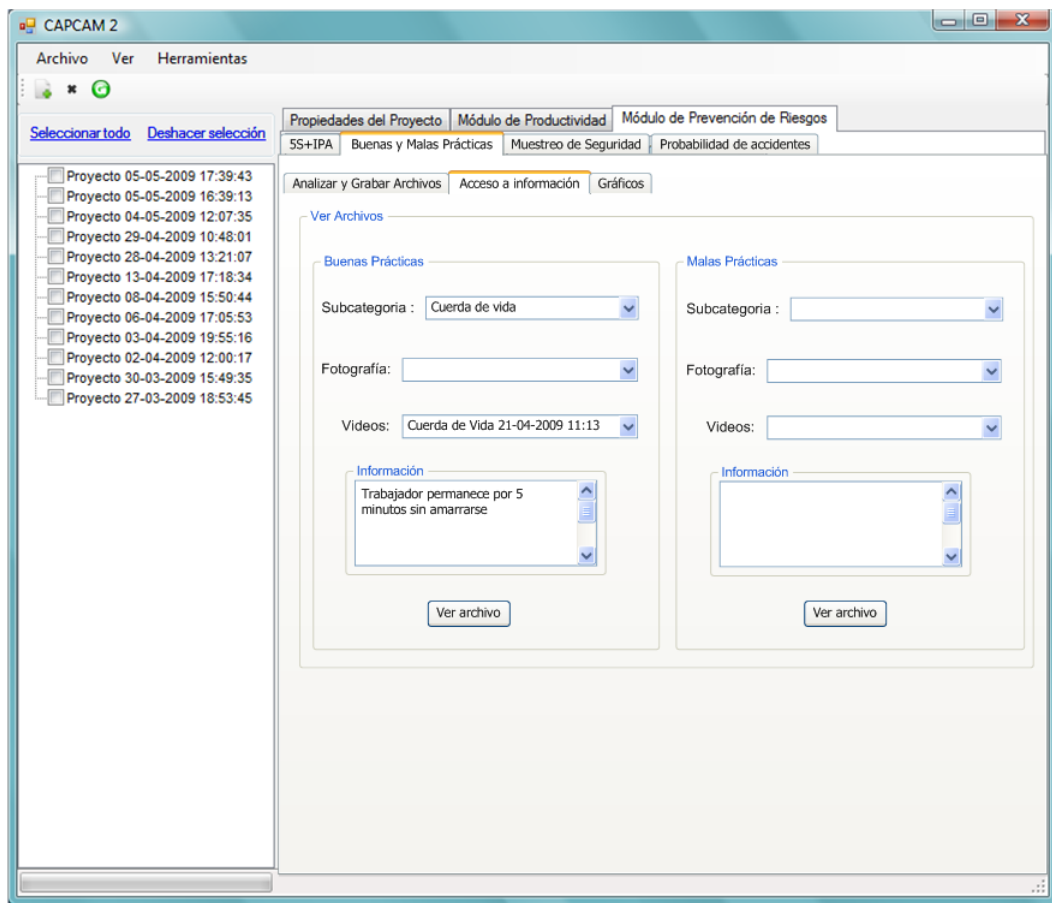 CAPCAM 2
Archivo Ver Herramientas
Seleccionar todo Deshacer selección
Proyecto 05-05-2009 17:39:43
Proyecto 05-05-2009 16:39:13
Proyecto 04-05-2009 12:07:35
Proyecto 29-04-2009 10:48:01
Proyecto 28-04-2009 13:21:07
Proyecto 13-04-2009 17:18:34
Proyecto 08-04-2009 15:50:44
Proyecto 06-04-2009 17:05:53
Proyecto 03-04-2009 19:55:16
Proyecto 02-04-2009 12:00:17
Proyecto 30-03-2009 15:49:35
Proyecto 27-03-2009 18:53:45
Propiedades del Proyecto Módulo de Productividad Módulo de Prevención de Riesgos
5S+IPA Buenas y Malas Prácticas Muestreo de Seguridad Probabilidad de accidentes
Analizar y Grabar Archivos Acceso a información Gráficos
Ver Archivos
Buenas Prácticas
Subcategoria : Cuerda de vida
Fotografía:
Videos: Cuerda de Vida 21-04-2009 11:13
Información
Trabajador permanece por 5
minutos sin amarrarse
Ver archivo
Malas Prácticas
Subcategoria :
Fotografía:
Videos:
Información
Ver archivo